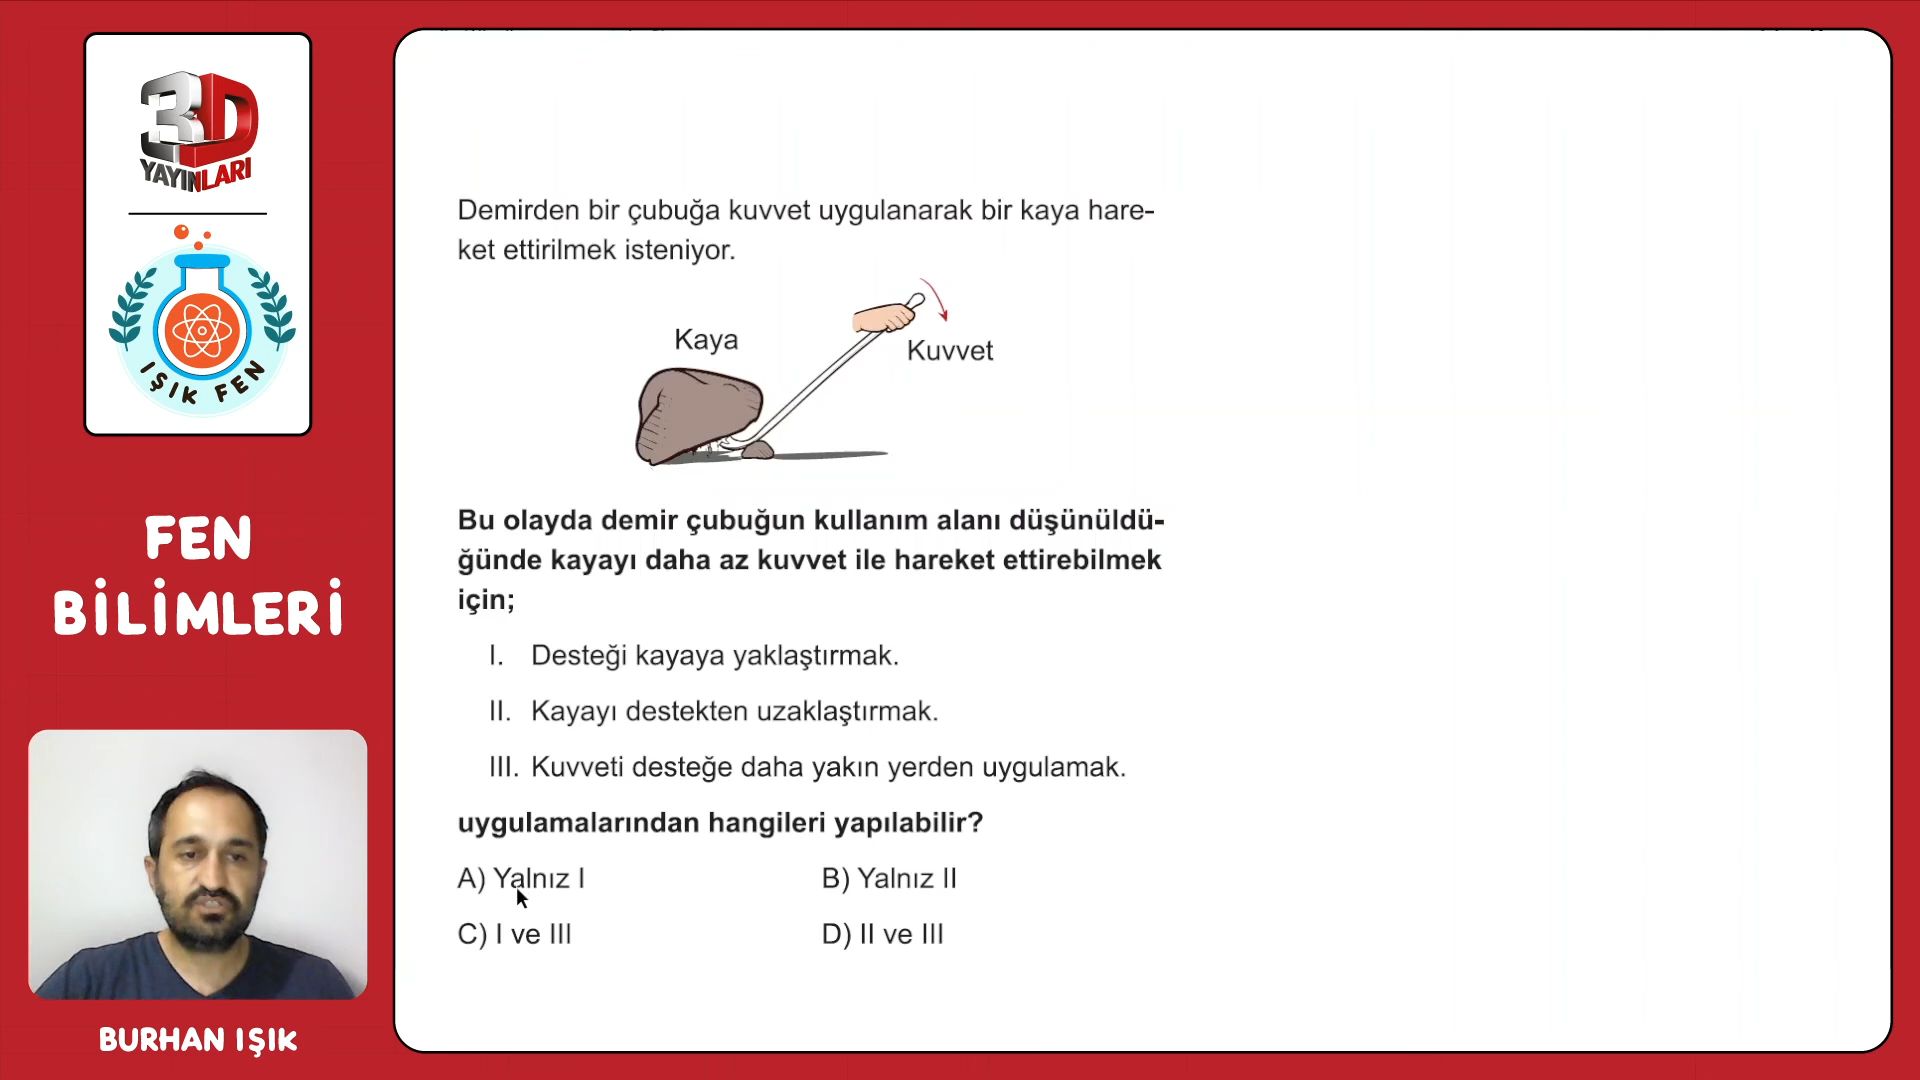 3D
YAYINLARI
IŞIK FEN
FEN
BİLİMLERİ
BURHAN IŞIK
Demirden bir çubuğa kuvvet uygulanarak bir kaya hare-
ket ettirilmek isteniyor.
Kaya
Kuvvet
Bu olayda demir çubuğun kullanım alanı düşünüldü-
ğünde kayayı daha az kuvvet ile hareket ettirebilmek
için;
I. Desteği kayaya yaklaştırmak.
II. Kayayı destekten uzaklaştırmak.
III. Kuvveti desteğe daha yakın yerden uygulamak.
uygulamalarından hangileri yapılabilir?
A) Yalnız I
B) Yalnız II
C) I ve III
D) II ve III